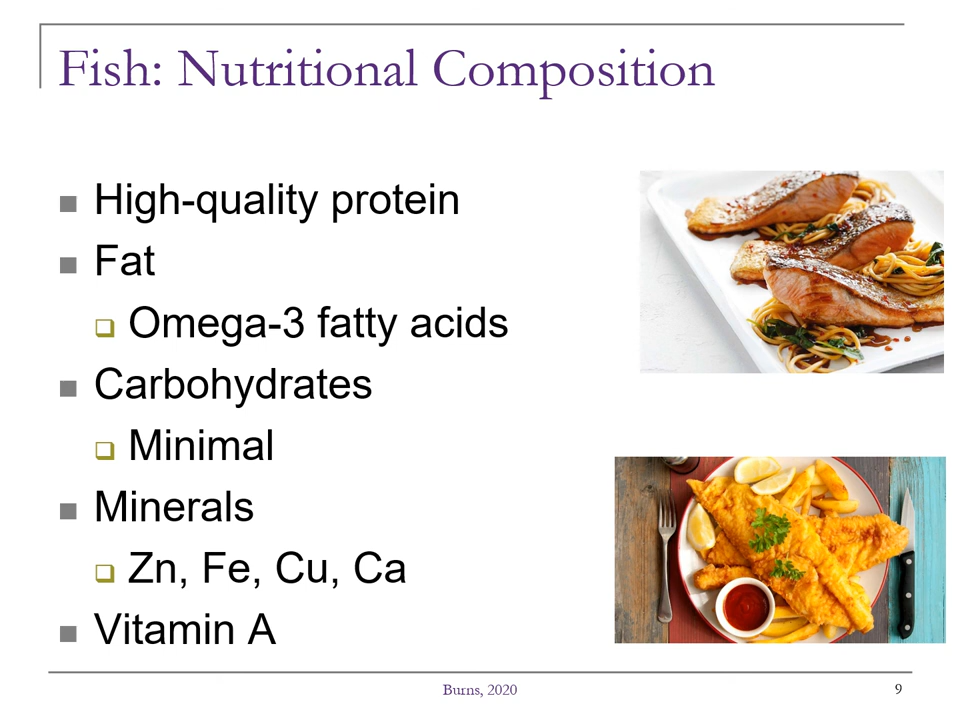 Fish: Nutritional Composition
High-quality protein
Fat
Omega-3 fatty acids
Carbohydrates
Minimal
Minerals
Zn, Fe, Cu, Ca
Vitamin A
Burns, 2020
9